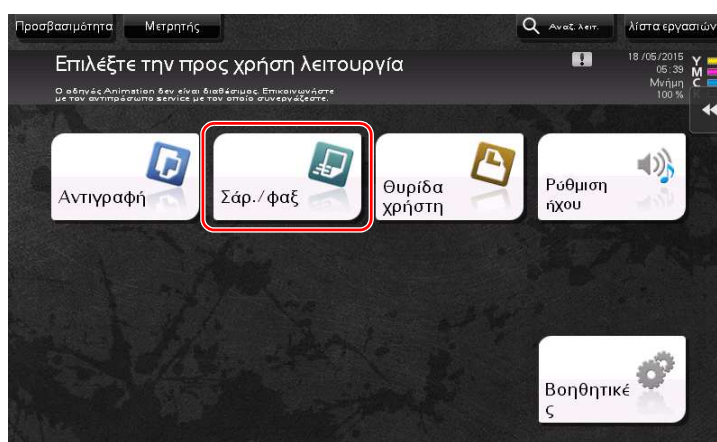 Προσβασιμότητα
Μετρητής
Αναζ. λειτ.
λίστα εργασιών
Επιλέξτε την προς χρήση λειτουργία
Ο οδηγός Animation δεν είναι διαθέσιμος. Επικοινωνήστε
με τον αντιπρόσωπο service με τον οποίο συνεργάζεστε.
18/05/2015
05:39
Μνήμη
100 %
Y
M
C
Αντιγραφή
Σάρ./φαξ
Θυρίδα
χρήστη
Ρύθμιση
ήχου
Βοηθητικέ
ς